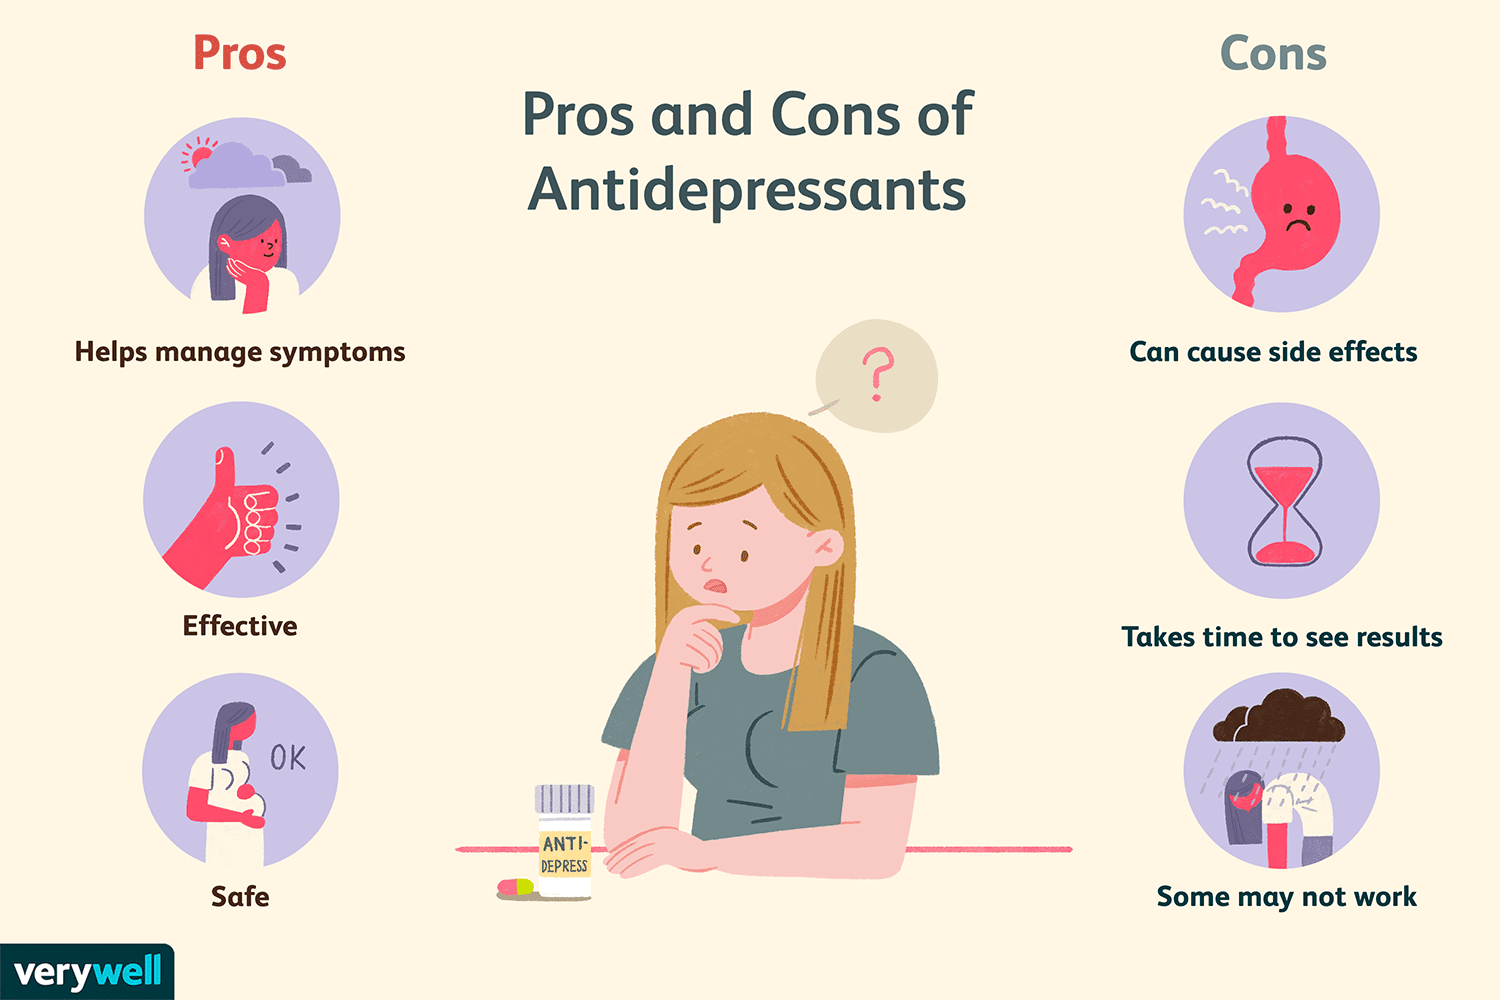 Pros and Cons of
Antidepressants
Pros
Helps manage symptoms
Effective
OK
Safe
Cons
Can cause side effects
Takes time to see results
Some may not work
?
ANTI-
DEPRESS
verywell